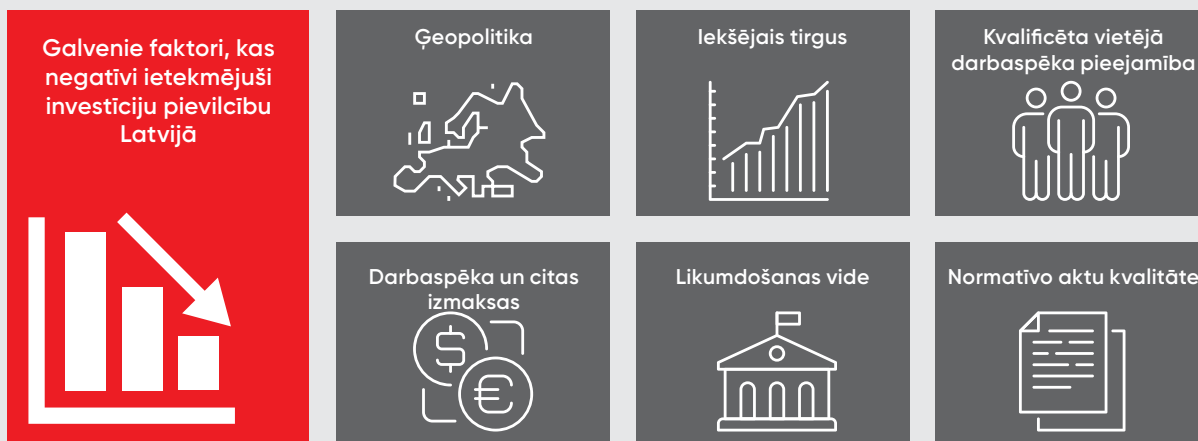 Galvenie faktori, kas
negatīvi ietekmējuši
investīciju pievilcību
Latvijā
Ģeopolitika
Iekšējais tirgus
Kvalificēta vietējā
darbaspēka pieejamība
Darbaspēka un citas
izmaksas
$
€
Likumdošanas vide
Normatīvo aktu kvalitāte